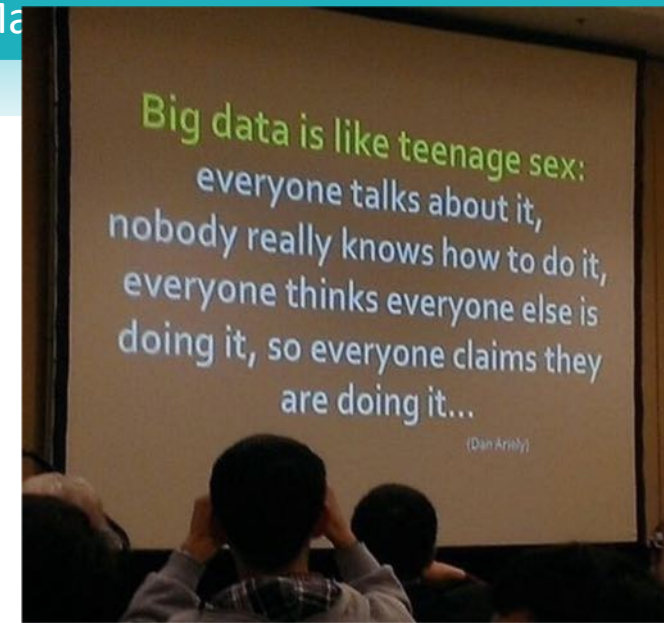 Big data is like teenage sex:
everyone talks about it,
nobody really knows how to do it,
everyone thinks everyone else is
doing it, so everyone claims they
are doing it...
(Dan Ariely)